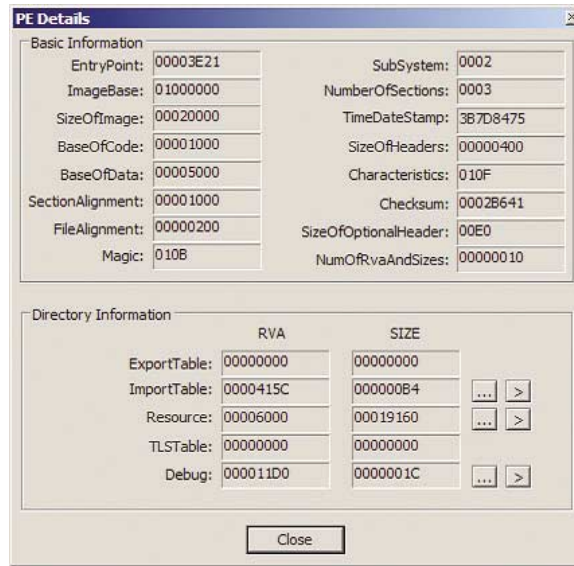 PE Details
Basic Information
EntryPoint: 00003E21 SubSystem: 0002
ImageBase: 01000000 NumberOfSections: 0003
SizeOfImage: 00020000 TimeDateStamp: 3B7D8475
BaseOfCode: 00001000 SizeOfHeaders: 00000400
BaseOfData: 00005000 Characteristics: 010F
SectionAlignment: 00001000 Checksum: 0002B641
FileAlignment: 00000200 SizeOfOptionalHeader: 00E0
Magic: 010B NumOfRvaAndSizes: 00000010
Directory Information
RVA SIZE
ExportTable: 00000000 00000000
ImportTable: 0000415C 000000B4 ... >
Resource: 00006000 00019160 ... >
TLSTable: 00000000 00000000
Debug: 000011D0 0000001C ... >
Close